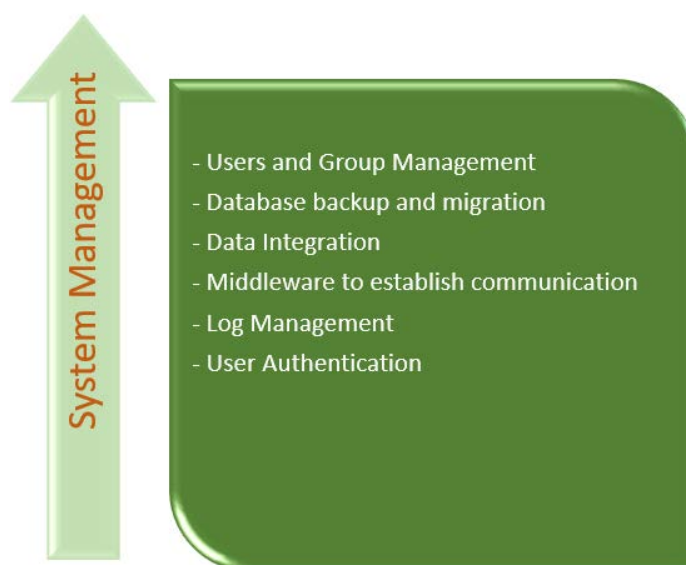 System Management
- Users and Group Management
- Database backup and migration
- Data Integration
- Middleware to establish communication
- Log Management
- User Authentication